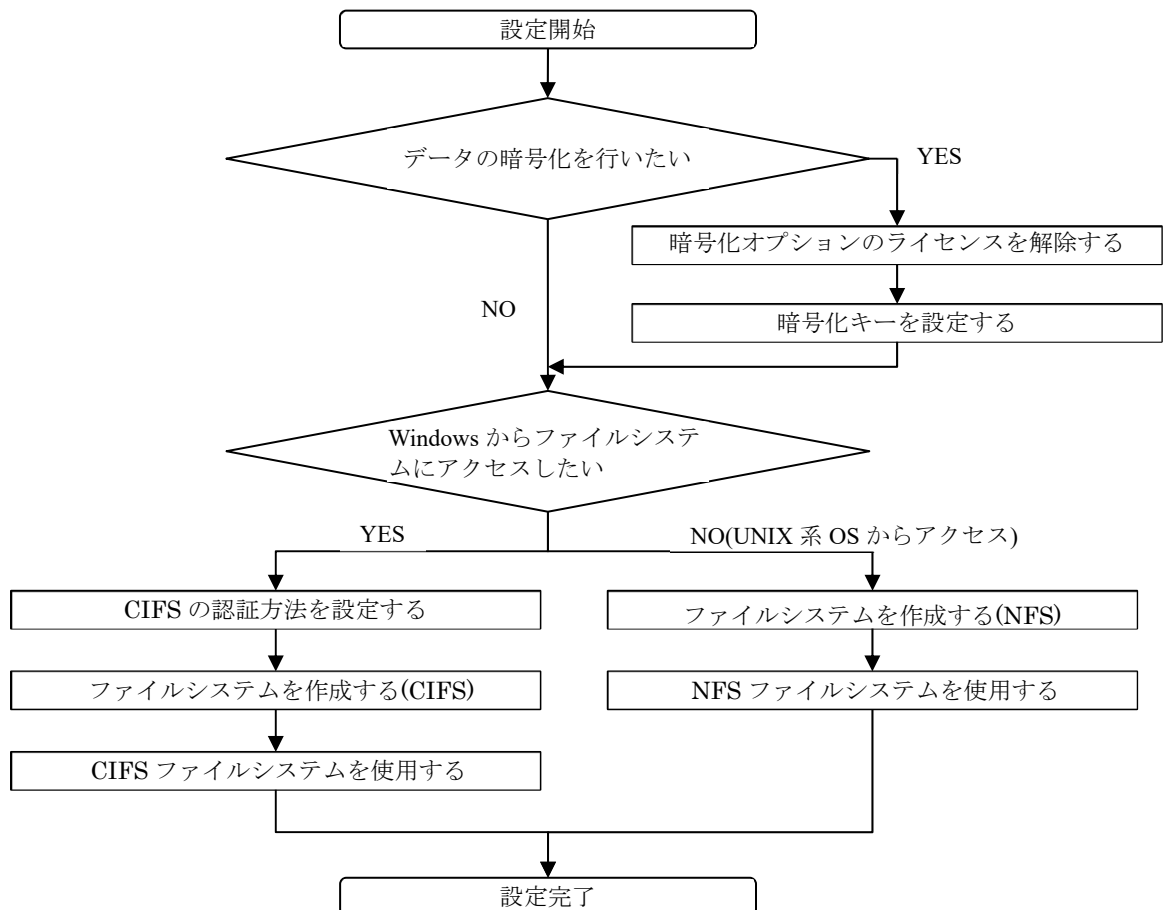 設定開始
データの暗号化を行いたい
YES
暗号化オプションのライセンスを解除する
NO
暗号化キーを設定する
Windows からファイルシステ
ムにアクセスしたい
YES
NO(UNIX 系 OS からアクセス)
CIFS の認証方法を設定する
ファイルシステムを作成する(NFS)
ファイルシステムを作成する(CIFS)
NFS ファイルシステムを使用する
CIFS ファイルシステムを使用する
設定完了